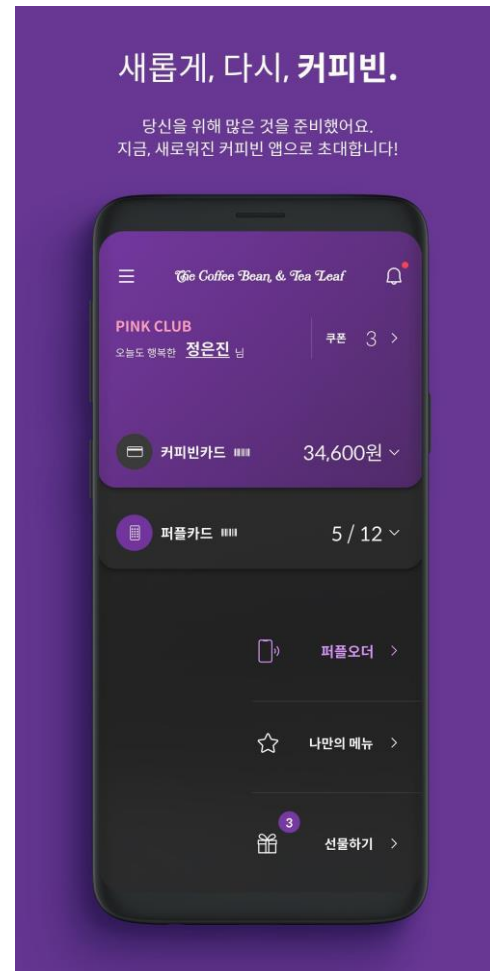 새롭게, 다시, 커피빈.
당신을 위해 많은 것을 준비했어요.
지금, 새로워진 커피빈 앱으로 초대합니다!
The Coffee Bean & Tea Leaf
PINK CLUB
오늘도 행복한 정은진 님
쿠폰 3 >
커피빈카드 34,600원
퍼플카드 5 / 12
퍼플오더 >
나만의 메뉴 >
3
선물하기 >